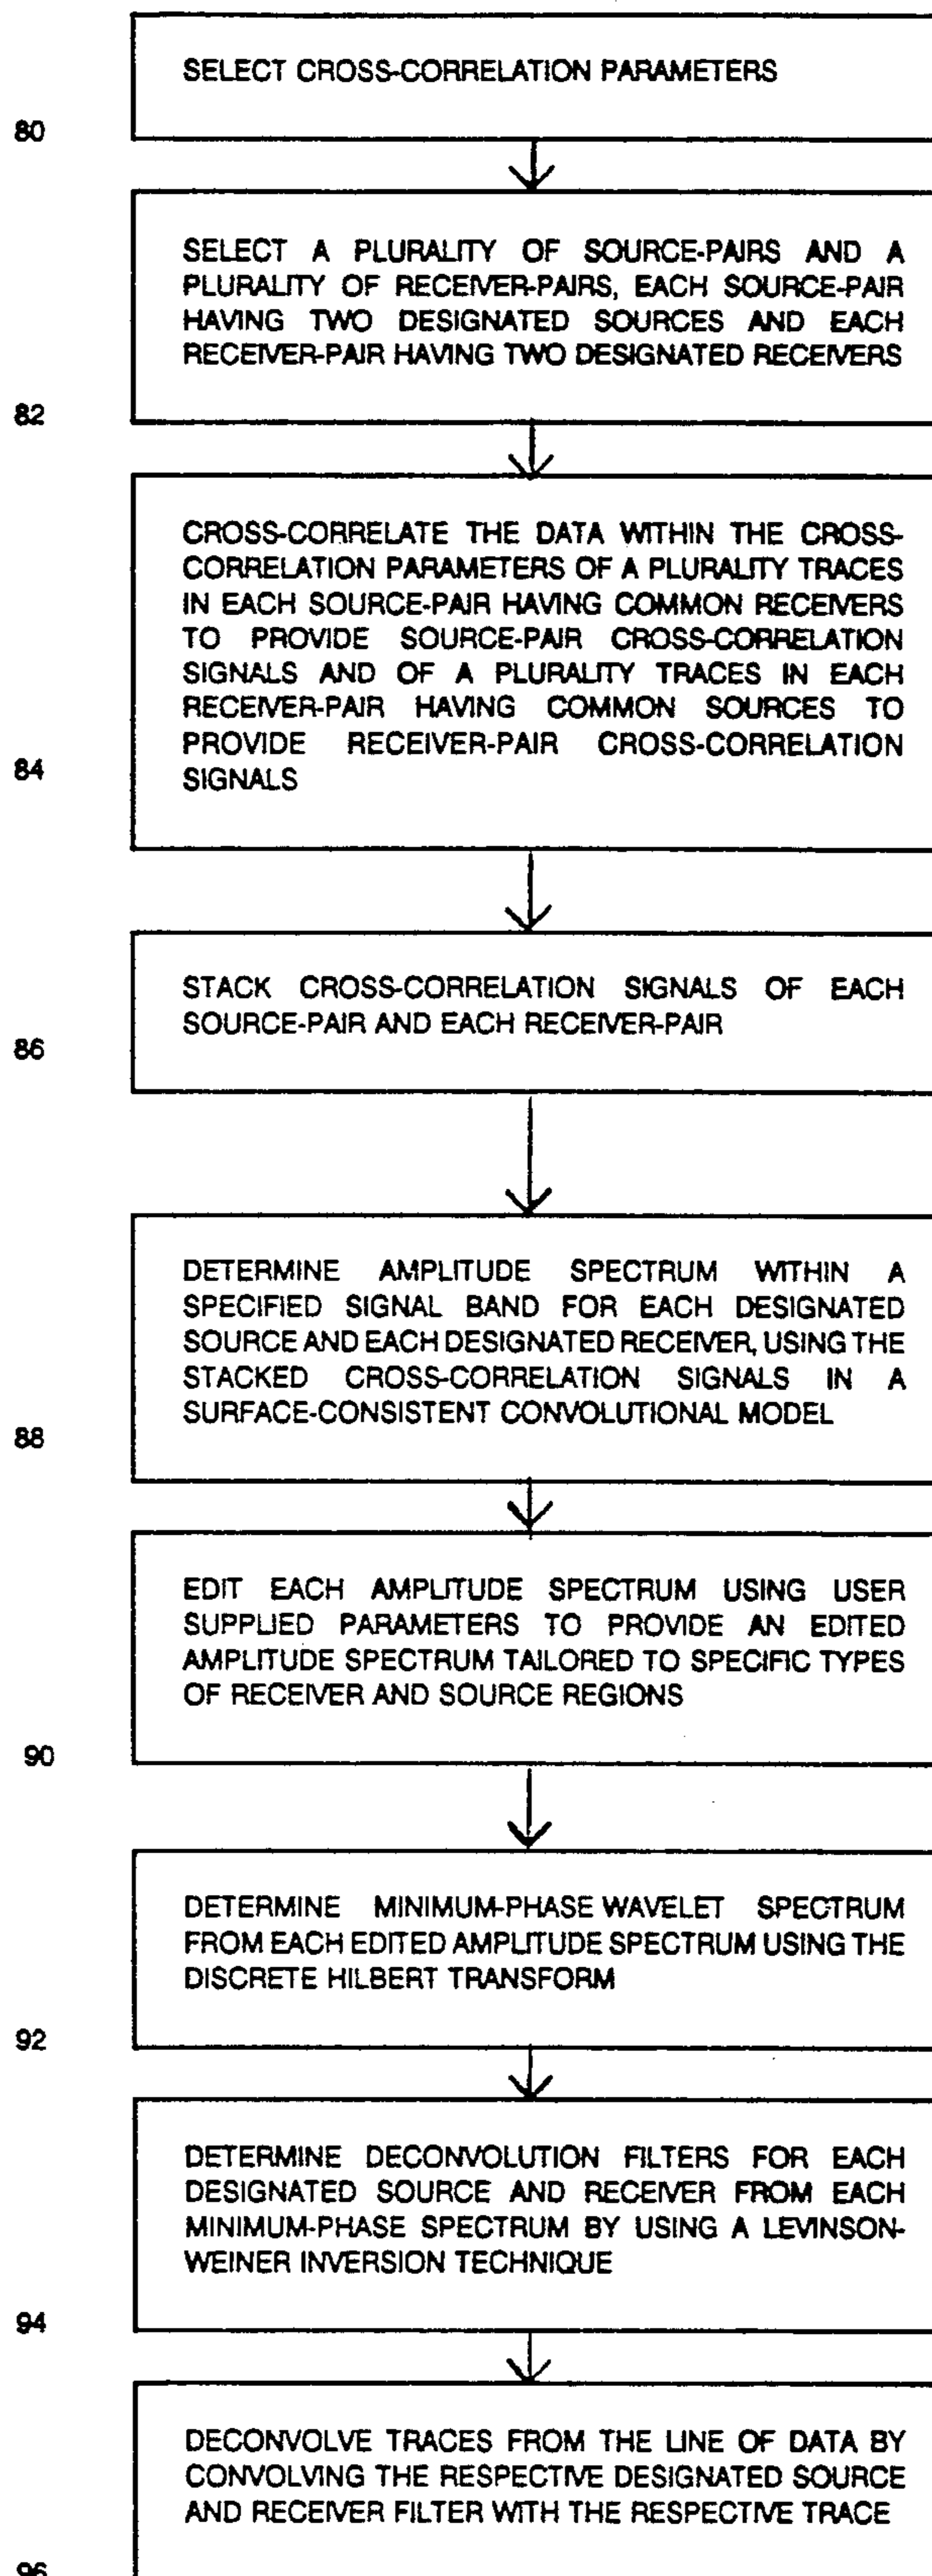 SELECT CROSS-CORRELATION PARAMETERS
80
SELECT A PLURALITY OF SOURCE-PAIRS AND A
PLURALITY OF RECEIVER-PAIRS, EACH SOURCE-PAIR
HAVING TWO DESIGNATED SOURCES AND EACH
RECEIVER-PAIR HAVING TWO DESIGNATED RECEIVERS
82
CROSS-CORRELATE THE DATA WITHIN THE CROSS-
CORRELATION PARAMETERS OF A PLURALITY TRACES
IN EACH SOURCE-PAIR HAVING COMMON RECEIVERS
TO PROVIDE SOURCE-PAIR CROSS-CORRELATION
SIGNALS AND OF A PLURALITY TRACES IN EACH
RECEIVER-PAIR HAVING COMMON SOURCES TO
PROVIDE RECEIVER-PAIR CROSS-CORRELATION
SIGNALS
84
STACK CROSS-CORRELATION SIGNALS OF EACH
SOURCE-PAIR AND EACH RECEIVER-PAIR
86
DETERMINE AMPLITUDE SPECTRUM WITHIN A
SPECIFIED SIGNAL BAND FOR EACH DESIGNATED
SOURCE AND EACH DESIGNATED RECEIVER, USING THE
STACKED CROSS-CORRELATION SIGNALS IN A
SURFACE-CONSISTENT CONVOLUTIONAL MODEL
88
EDIT EACH AMPLITUDE SPECTRUM USING USER
SUPPLIED PARAMETERS TO PROVIDE AN EDITED
AMPLITUDE SPECTRUM TAILORED TO SPECIFIC TYPES
OF RECEIVER AND SOURCE REGIONS
90
DETERMINE MINIMUM-PHASE WAVELET SPECTRUM
FROM EACH EDITED AMPLITUDE SPECTRUM USING THE
DISCRETE HILBERT TRANSFORM
92
DETERMINE DECONVOLUTION FILTERS FOR EACH
DESIGNATED SOURCE AND RECEIVER FROM EACH
MINIMUM-PHASE SPECTRUM BY USING A LEVINSON-
WEINER INVERSION TECHNIQUE
94
DECONVOLVE TRACES FROM THE LINE OF DATA BY
CONVOLVING THE RESPECTIVE DESIGNATED SOURCE
AND RECEIVER FILTER WITH THE RESPECTIVE TRACE
96